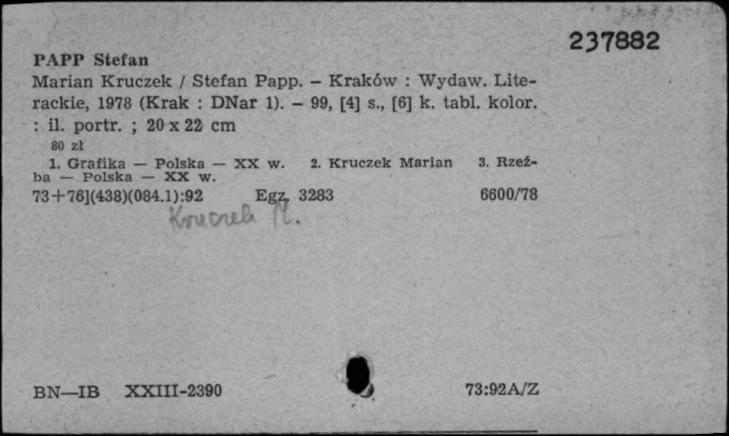 237882
PAPP Stefan
Marian Kruczek / Stefan Papp. — Kraków : Wydaw. Lite-
rackie, 1978 (Krak : DNar 1). — 99, [4] s., [6] k. tabl. kolor.
: il. portr. ; 20 x 22 cm
80 zł
1. Grafika — Polska — XX w. 2. Kruczek Marian 3. Rzeź-
ba — Polska — XX w.
73+76](438)(084.1):92 Egz. 3283 6600/78
Kruczek M.
BN—IB XXIII-2390 73:92A/Z